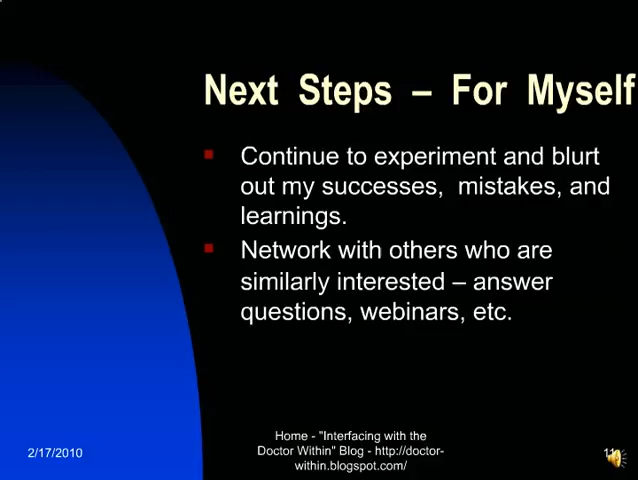 Next Steps – For Myself
Continue to experiment and blurt
out my successes, mistakes, and
learnings.
Network with others who are
similarly interested – answer
questions, webinars, etc.
Home - "Interfacing with the
Doctor Within" Blog - http://doctor-
within.blogspot.com/
2/17/2010
11